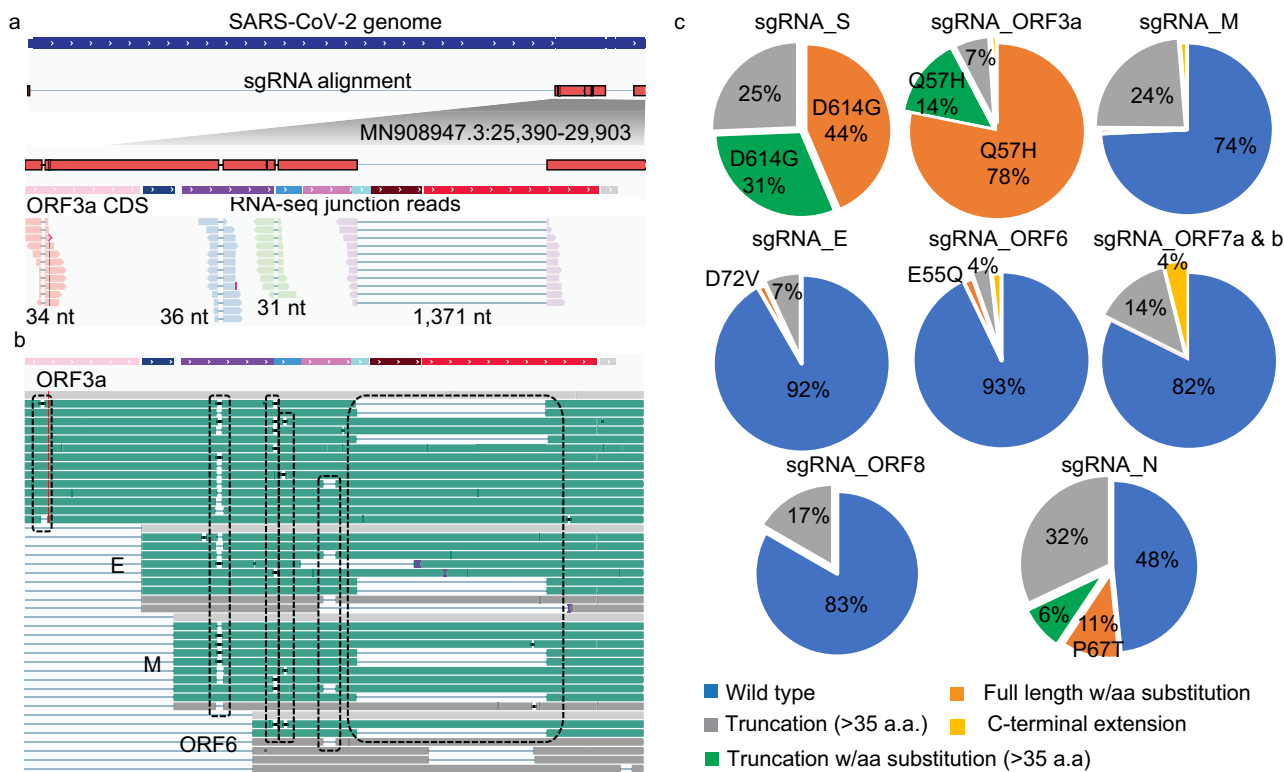 a
SARS-CoV-2 genome
sgRNA alignment
MN908947.3:25,390-29,903
ORF3a CDS
RNA-seq junction reads
34 nt
36 nt
31 nt
1,371 nt
b
ORF3a
E
M
ORF6
c
sgRNA_S
25%
D614G
44%
D614G
31%
sgRNA_ORF3a
7%
Q57H
14%
Q57H
78%
sgRNA_M
24%
74%
sgRNA_E
D72V
7%
92%
sgRNA_ORF6
E55Q
4%
93%
sgRNA_ORF7a & b
4%
14%
82%
sgRNA_ORF8
17%
83%
sgRNA_N
32%
48%
6%
11%
P67T
Wild type
Full length w/aa substitution
Truncation (>35 a.a.)
C-terminal extension
Truncation w/aa substitution (>35 a.a)